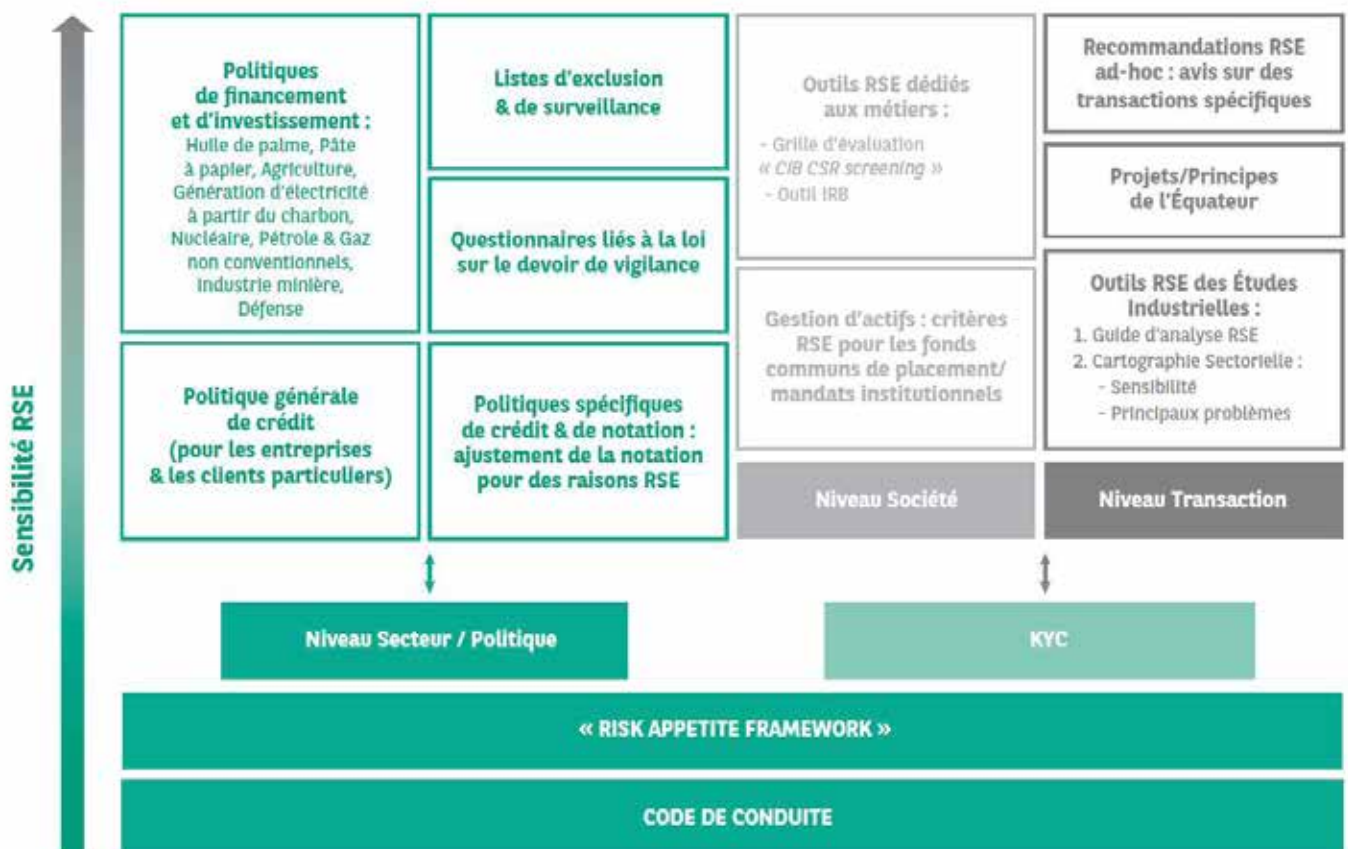 Sensibilité RSE
Politiques
de financement
et d'investissement :
Huile de palme, Pâte
à papier, Agriculture,
Génération d'électricité
à partir du charbon,
Nucléaire, Pétrole & Gaz
non conventionnels,
Industrie minière,
Défense
Politique générale
de crédit
(pour les entreprises
& les clients particuliers)
Listes d'exclusion
& de surveillance
Questionnaires liés à la loi
sur le devoir de vigilance
Politiques spécifiques
de crédit & de notation :
ajustement de la notation
pour des raisons RSE
Outils RSE dédiés
aux métiers :
- Grille d'évaluation
« CIB CSR screening »
- Outil IRB
Gestion d'actifs : critères
RSE pour les fonds
communs de placement/
mandats institutionnels
Niveau Société
Recommandations RSE
ad-hoc : avis sur des
transactions spécifiques
Projets/Principes
de l'Équateur
Outils RSE des Études
Industrielles :
1. Guide d'analyse RSE
2. Cartographie Sectorielle :
- Sensibilité
- Principaux problèmes
Niveau Transaction
Niveau Secteur / Politique
KYC
« RISK APPETITE FRAMEWORK »
CODE DE CONDUITE